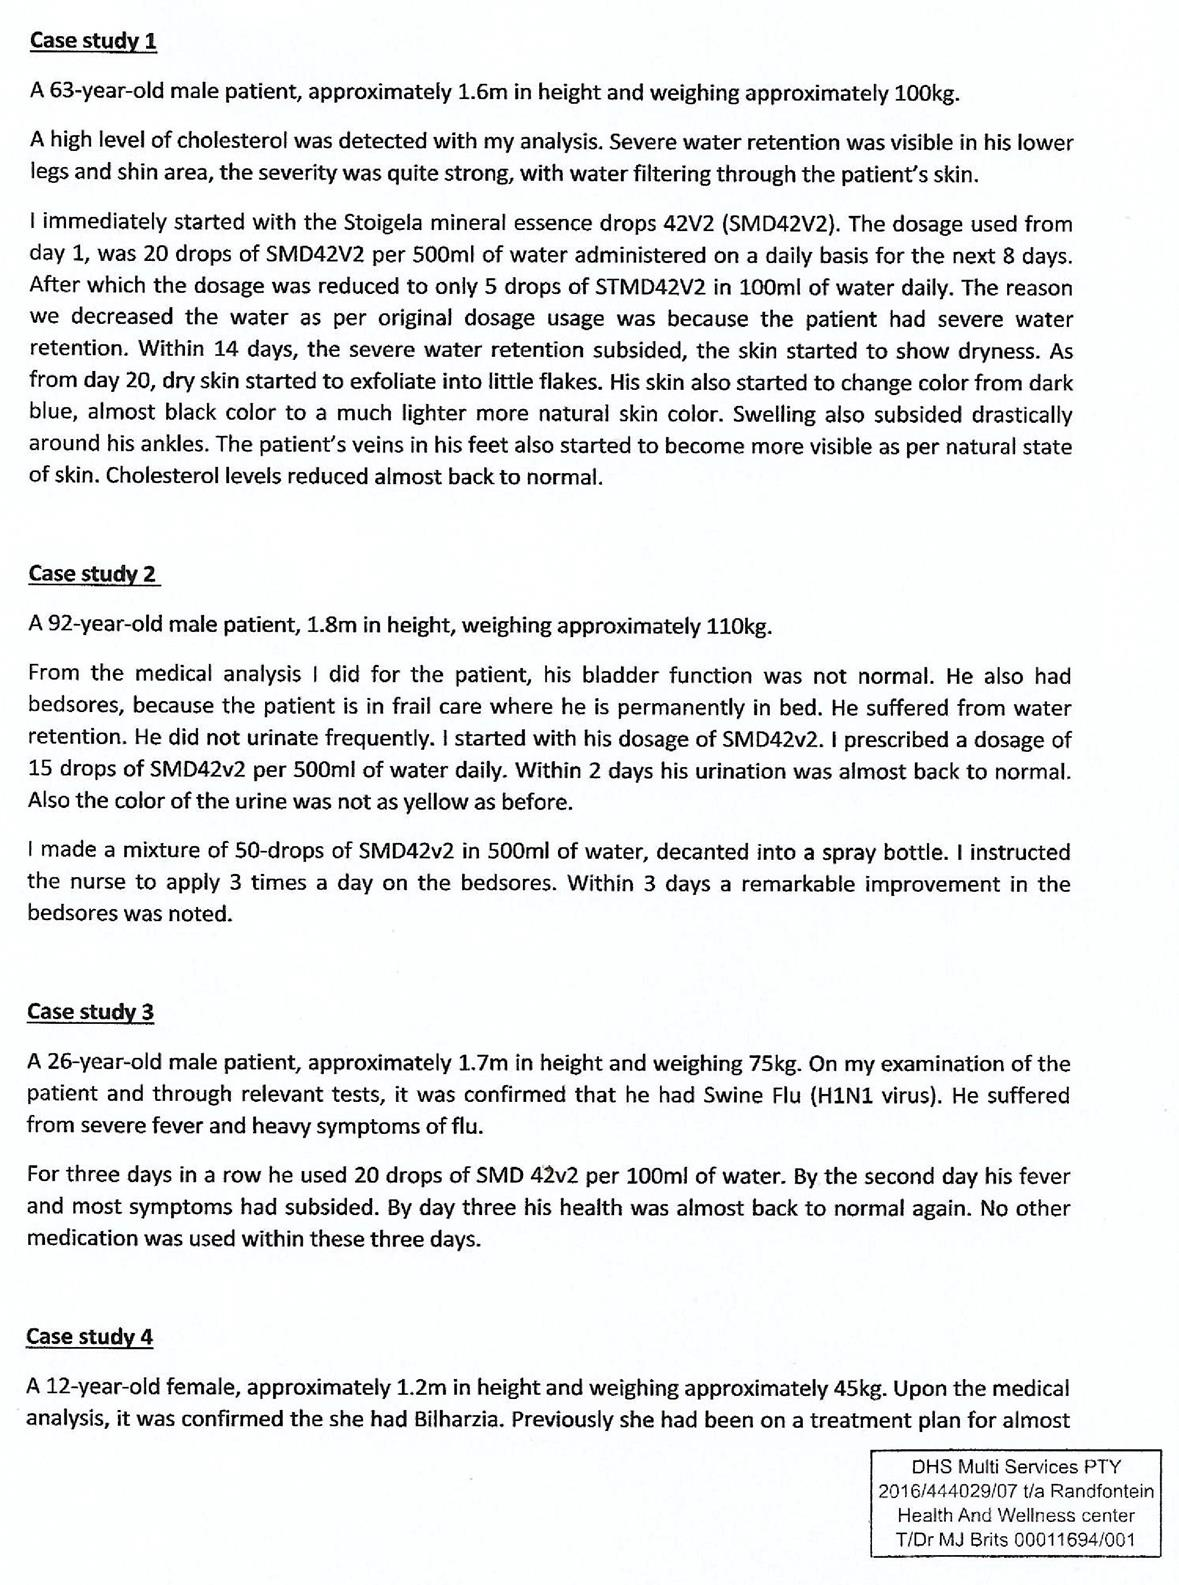 Case study 1
A 63-year-old male patient, approximately 1.6m in height and weighing approximately 100kg.
A high level of cholesterol was detected with my analysis. Severe water retention was visible in his lower
legs and shin area, the severity was quite strong, with water filtering through the patient's skin.
I immediately started with the Stoigela mineral essence drops 42V2 (SMD42V2). The dosage used from
day 1, was 20 drops of SMD42V2 per 500ml of water administered on a daily basis for the next 8 days.
After which the dosage was reduced to only 5 drops of STMD42V2 in 100ml of water daily. The reason
we decreased the water as per original dosage usage was because the patient had severe water
retention. Within 14 days, the severe water retention subsided, the skin started to show dryness. As
from day 20, dry skin started to exfoliate into little flakes. His skin also started to change color from dark
blue, almost black color to a much lighter more natural skin color. Swelling also subsided drastically
around his ankles. The patient's veins in his feet also started to become more visible as per natural state
of skin. Cholesterol levels reduced almost back to normal.
Case study 2
A 92-year-old male patient, 1.8m in height, weighing approximately 110kg.
From the medical analysis I did for the patient, his bladder function was not normal. He also had
bedsores, because the patient is in frail care where he is permanently in bed. He suffered from water
retention. He did not urinate frequently. I started with his dosage of SMD42v2. I prescribed a dosage of
15 drops of SMD42v2 per 500ml of water daily. Within 2 days his urination was almost back to normal.
Also the color of the urine was not as yellow as before.
I made a mixture of 50-drops of SMD42v2 in 500ml of water, decanted into a spray bottle. I instructed
the nurse to apply 3 times a day on the bedsores. Within 3 days a remarkable improvement in the
bedsores was noted.
Case study 3
A 26-year-old male patient, approximately 1.7m in height and weighing 75kg. On my examination of the
patient and through relevant tests, it was confirmed that he had Swine Flu (H1N1 virus). He suffered
from severe fever and heavy symptoms of flu.
For three days in a row he used 20 drops of SMD 42v2 per 100ml of water. By the second day his fever
and most symptoms had subsided. By day three his health was almost back to normal again. No other
medication was used within these three days.
Case study 4
A 12-year-old female, approximately 1.2m in height and weighing approximately 45kg. Upon the medical
analysis, it was confirmed the she had Bilharzia. Previously she had been on a treatment plan for almost
DHS Multi Services PTY
2016/444029/07 t/a Randfontein
Health And Wellness center
T/Dr MJ Brits 00011694/001